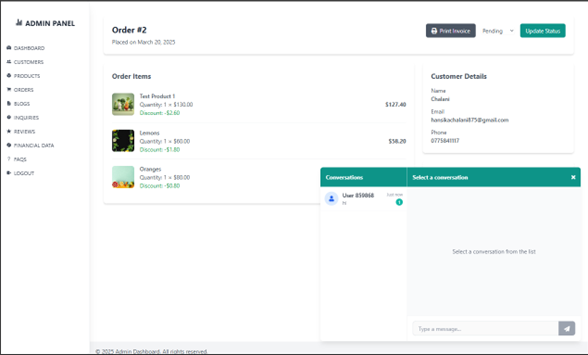 ADMIN PANEL
DASHBOARD
CUSTOMERS
PRODUCTS
ORDERS
BLOGS
INQUIRIES
REVIEWS
FINANCIAL DATA
FAQS
LOGOUT
Order #2
Placed on March 20, 2025
Print Invoice
Pending
Update Status
Order Items
Test Product 1
Quantity: 1 × $130.00
Discount: -$2.60
$127.40
Lemons
Quantity: 1 × $60.00
Discount: -$1.80
$58.20
Oranges
Quantity: 1 × $80.00
Discount: -$0.80
Customer Details
Name
Chalani
Email
hansikachalani875@gmail.com
Phone
0775841117
Conversations
User 859868
Hi
Select a conversation
Select a conversation from the list
Type a message...
© 2025 Admin Dashboard. All rights reserved.